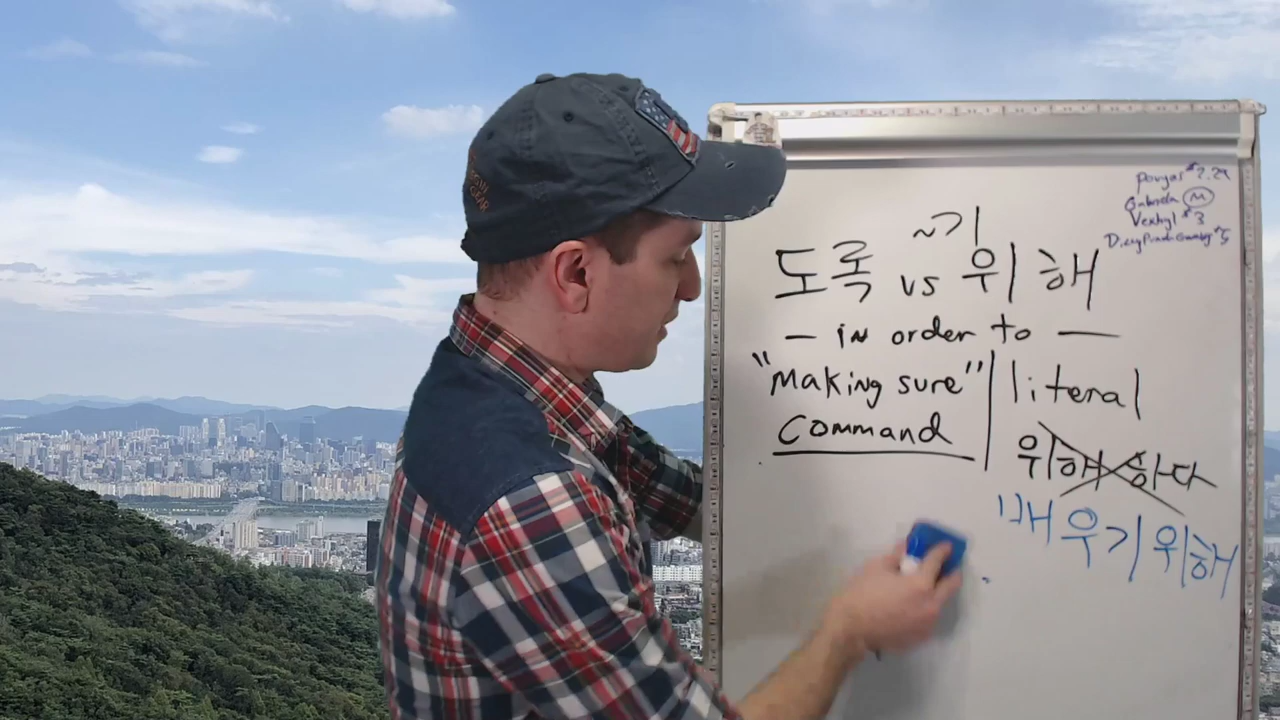 ~기
도록 vs 위해
— in order to —
"Making sure" | literal
Command
위해하다
배우기 위해
Gabriela M